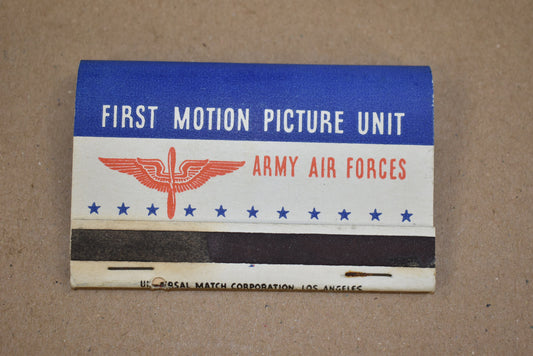 FIRST MOTION PICTURE UNIT
ARMY AIR FORCES
MATCH CORPORATION, LOS ANGELES